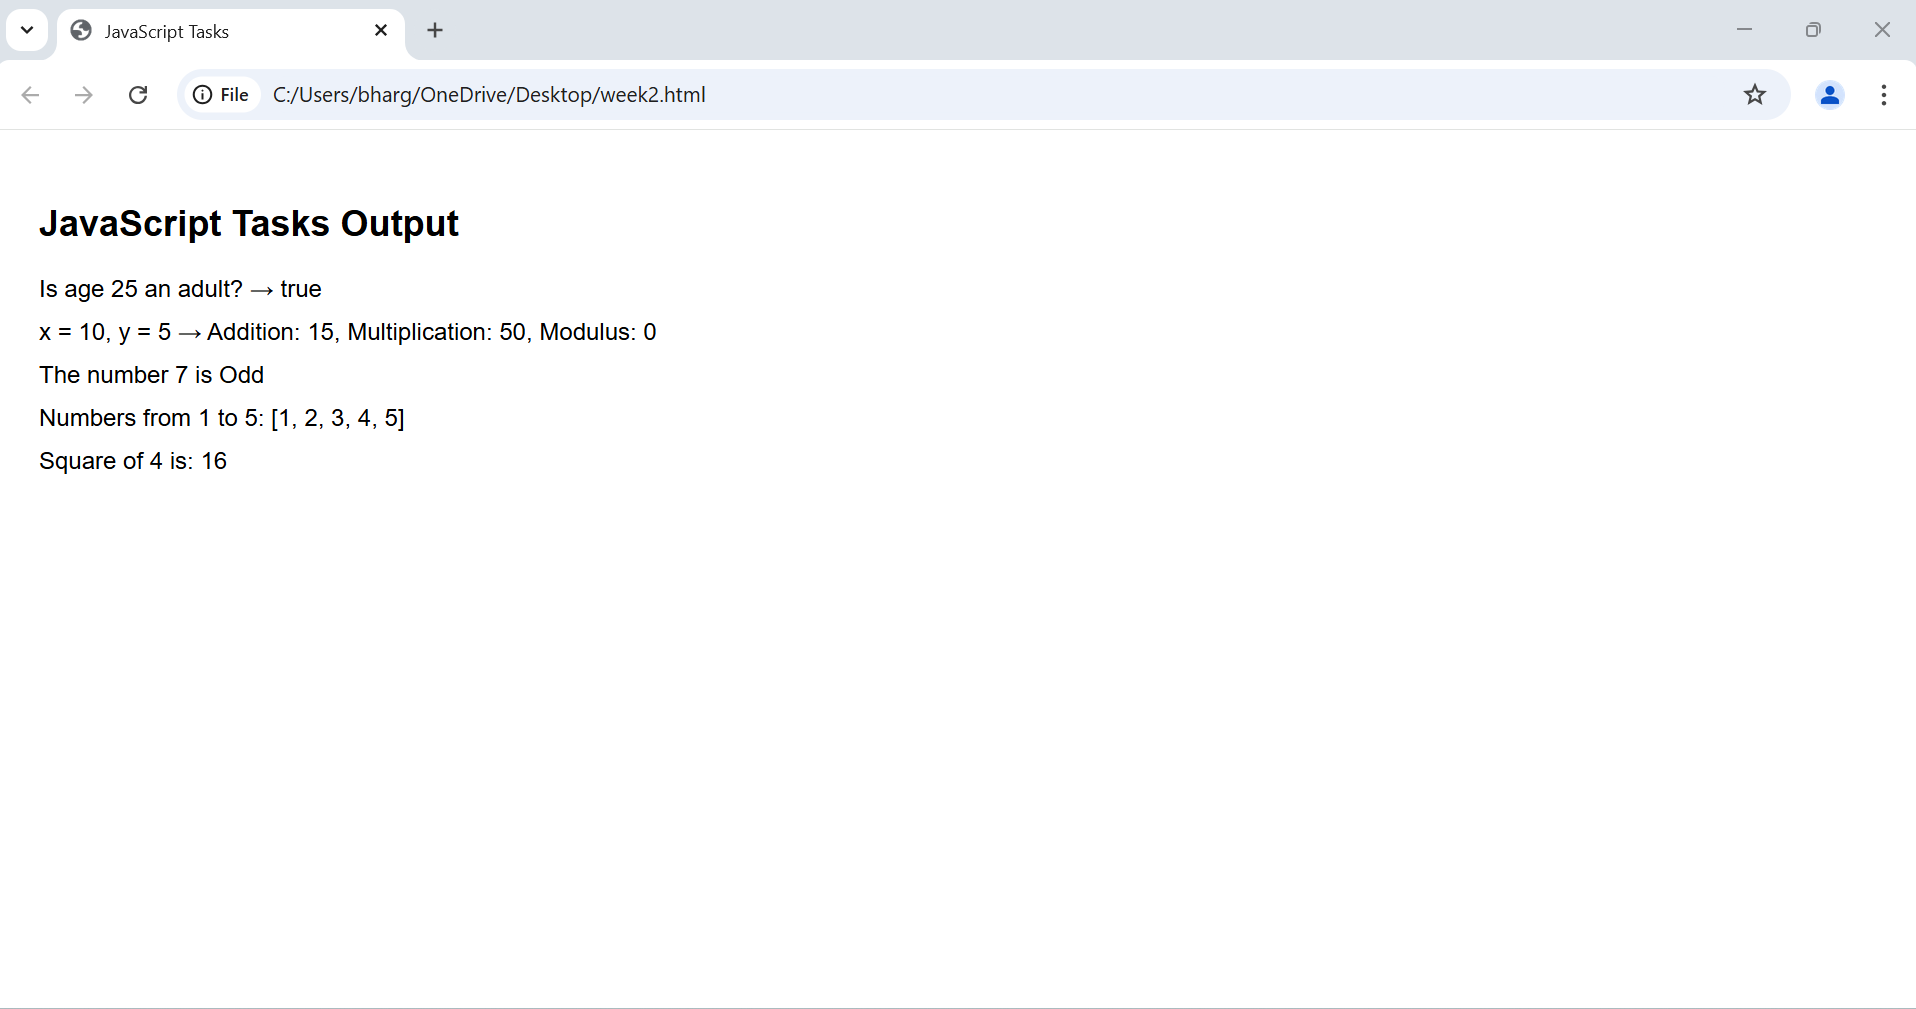 JavaScript Tasks
File C:/Users/bharg/OneDrive/Desktop/week2.html
JavaScript Tasks Output
Is age 25 an adult? → true
x = 10, y = 5 → Addition: 15, Multiplication: 50, Modulus: 0
The number 7 is Odd
Numbers from 1 to 5: [1, 2, 3, 4, 5]
Square of 4 is: 16